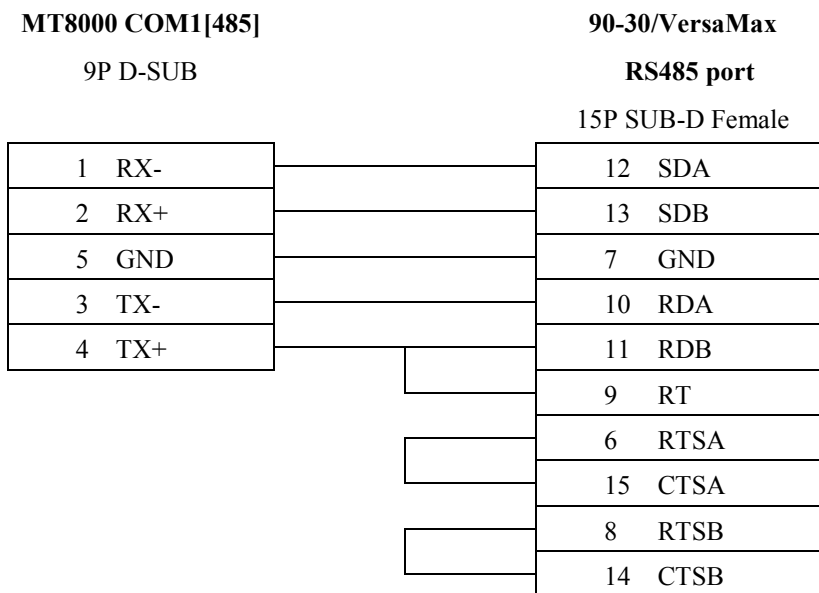 MT8000 COM1[485] 90-30/VersaMax
9P D-SUB RS485 port
15P SUB-D Female
1 RX- 12 SDA
2 RX+ 13 SDB
5 GND 7 GND
3 TX- 10 RDA
4 TX+ 11 RDB
9 RT
6 RTSA
15 CTSA
8 RTSB
14 CTSB